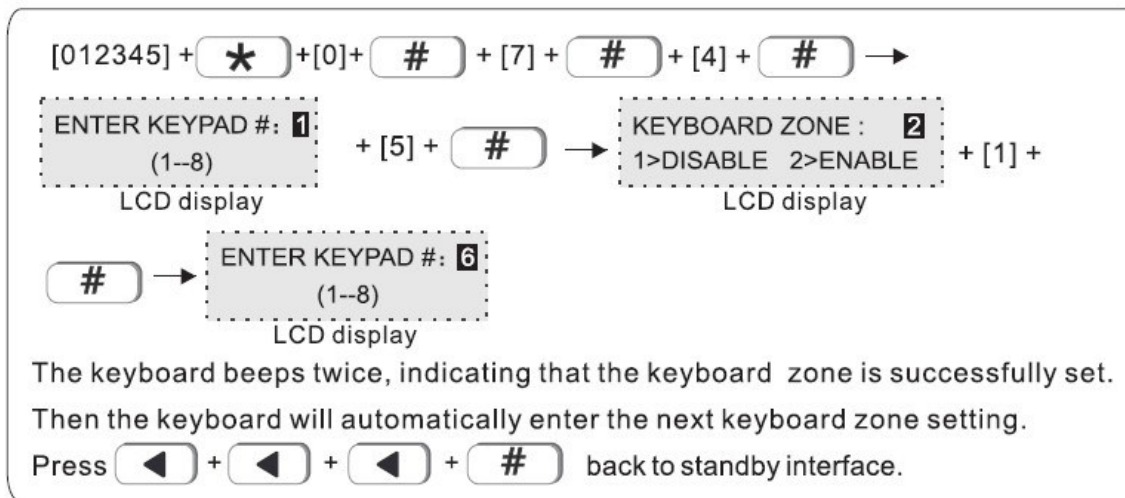 [012345] + * +[0]+ # + [7] + # + [4] + # →
ENTER KEYPAD #: 1
(1--8)
LCD display
+ [5] + # →
KEYBOARD ZONE : 2
1>DISABLE 2>ENABLE
LCD display
+ [1] +
# →
ENTER KEYPAD #: 6
(1--8)
LCD display
The keyboard beeps twice, indicating that the keyboard zone is successfully set.
Then the keyboard will automatically enter the next keyboard zone setting.
Press ◀ + ◀ + ◀ + # back to standby interface.